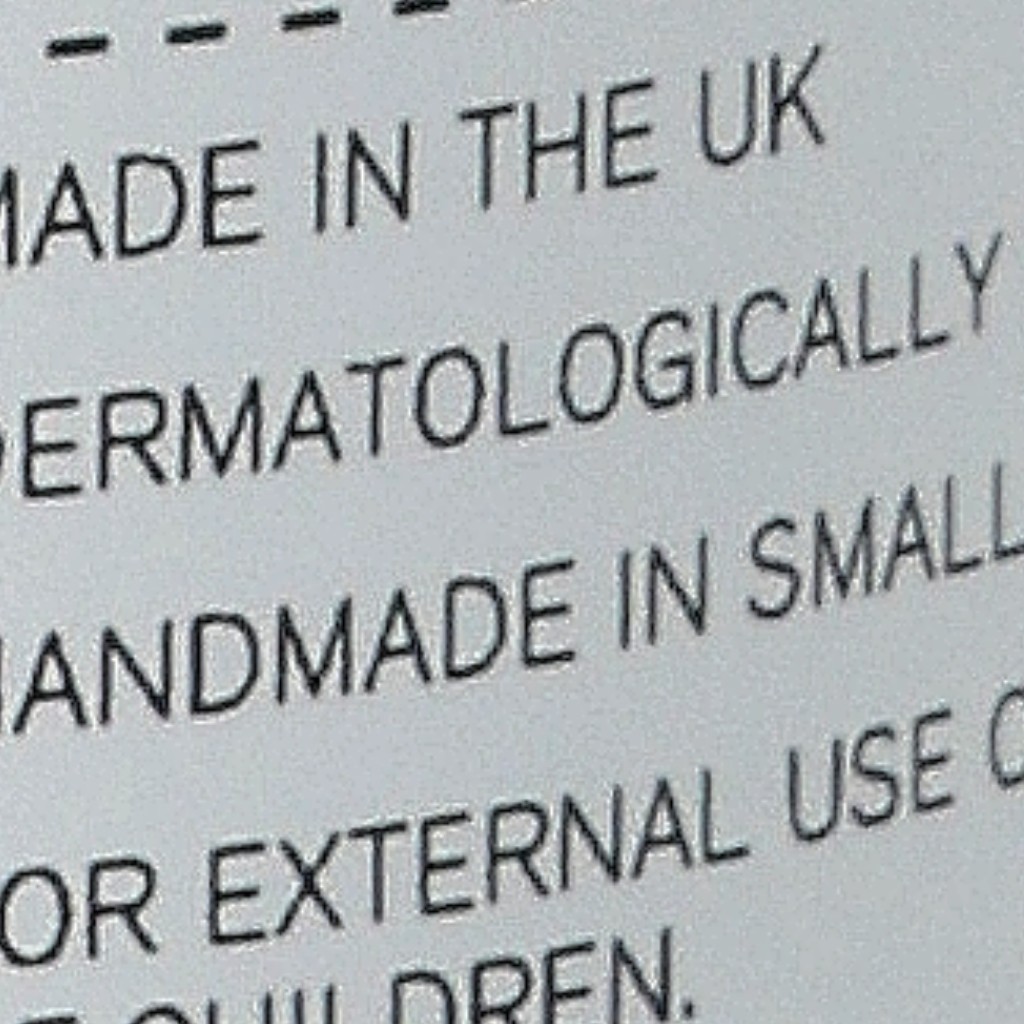 MADE IN THE UK
DERMATOLOGICALLY
HANDMADE IN SMALL
OR EXTERNAL USE
CHILDREN.